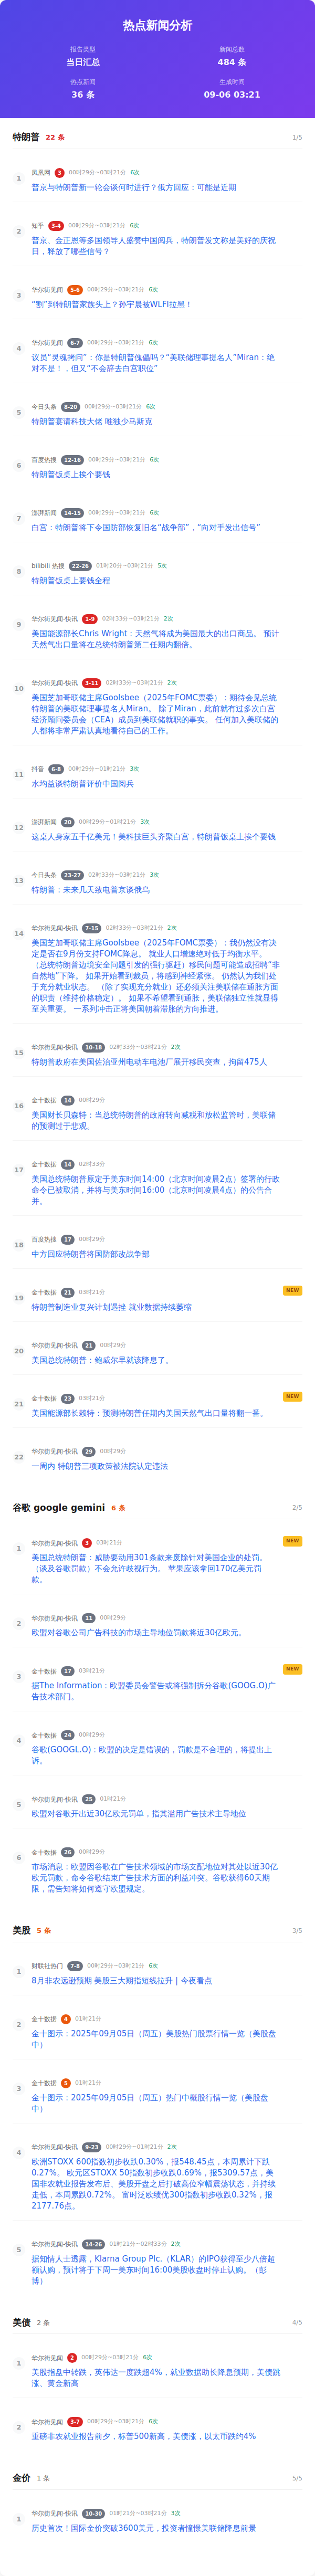 热点新闻分析
报告类型
当日汇总
新闻总数
484 条
热点新闻
36 条
生成时间
09-06 03:21
特朗普 22 条 1/5
1
凤凰网 3 00时29分~03时21分 6次
普京与特朗普新一轮会谈何时进行？俄方回应：可能是近期
2
知乎 3-4 00时29分~03时21分 6次
普京、金正恩等多国领导人盛赞中国阅兵，特朗普发文称是美好的庆祝
日，释放了哪些信号？
3
华尔街见闻 5-6 00时29分~03时21分 6次
“割”到特朗普家族头上？孙宇晨被WLFI拉黑！
4
华尔街见闻 6-7 00时29分~03时21分 6次
议员“灵魂拷问”：你是特朗普傀儡吗？“美联储理事提名人”Miran：绝
对不是！，但又“不会辞去白宫职位”
5
今日头条 8-20 00时29分~03时21分 6次
特朗普宴请科技大佬 唯独少马斯克
6
百度热搜 12-16 00时29分~03时21分 6次
特朗普饭桌上挨个要钱
7
澎湃新闻 14-15 00时29分~03时21分 6次
白宫：特朗普将下令国防部恢复旧名“战争部”，“向对手发出信号”
8
bilibili 热搜 22-26 01时20分~03时21分 5次
特朗普饭桌上要钱全程
9
华尔街见闻-快讯 1-9 02时33分~03时21分 2次
美国能源部长Chris Wright：天然气将成为美国最大的出口商品。 预计
天然气出口量将在总统特朗普第二任期内翻倍。
10
华尔街见闻-快讯 3-11 02时33分~03时21分 2次
美国芝加哥联储主席Goolsbee（2025年FOMC票委）：期待会见总统
特朗普的美联储理事提名人Miran。 除了Miran，此前就有过多次白宫
经济顾问委员会（CEA）成员到美联储就职的事实。 任何加入美联储的
人都将非常严肃认真地看待自己的工作。
11
抖音 6-8 00时29分~01时21分 3次
水均益谈特朗普评价中国阅兵
12
澎湃新闻 20 00时29分~01时21分 3次
这桌人身家五千亿美元！美科技巨头齐聚白宫，特朗普饭桌上挨个要钱
13
今日头条 23-27 02时33分~03时21分 3次
特朗普：未来几天致电普京谈俄乌
14
华尔街见闻-快讯 7-15 02时33分~03时21分 2次
美国芝加哥联储主席Goolsbee（2025年FOMC票委）：我仍然没有决
定是否在9月份支持FOMC降息。 就业人口增速绝对低于均衡水平。
（总统特朗普边境安全问题引发的强行驱赶）移民问题可能造成招聘“非
自然地”下降。 如果开始看到裁员，将感到神经紧张。 仍然认为我们处
于充分就业状态。 （除了实现充分就业）还必须关注美联储在通胀方面
的职责（维持价格稳定）。 如果不希望看到通胀，美联储独立性就显得
至关重要。 一系列冲击正将美国朝着滞胀的方向推进。
15
华尔街见闻-快讯 10-18 02时33分~03时21分 2次
特朗普政府在美国佐治亚州电动车电池厂展开移民突查，拘留475人
16
金十数据 14 00时29分
美国财长贝森特：当总统特朗普的政府转向减税和放松监管时，美联储
的预测过于悲观。
17
金十数据 14 02时33分
美国总统特朗普原定于美东时间14:00（北京时间凌晨2点）签署的行政
命令已被取消，并将与美东时间16:00（北京时间凌晨4点）的公告合
并。
18
百度热搜 17 00时29分
中方回应特朗普将国防部改战争部
19
金十数据 21 03时21分 NEW
特朗普制造业复兴计划遇挫 就业数据持续萎缩
20
华尔街见闻-快讯 21 00时29分
美国总统特朗普：鲍威尔早就该降息了。
21
金十数据 23 03时21分 NEW
美国能源部长赖特：预测特朗普任期内美国天然气出口量将翻一番。
22
华尔街见闻-快讯 29 00时29分
一周内 特朗普三项政策被法院认定违法
谷歌 google gemini 6 条 2/5
1
华尔街见闻-快讯 3 03时21分 NEW
美国总统特朗普：威胁要动用301条款来废除针对美国企业的处罚。
（谈及谷歌罚款）不会允许歧视行为。 苹果应该拿回170亿美元罚
款。
2
华尔街见闻-快讯 11 00时29分
欧盟对谷歌公司广告科技的市场主导地位罚款将近30亿欧元。
3
金十数据 17 03时21分 NEW
据The Information：欧盟委员会警告或将强制拆分谷歌(GOOG.O)广
告技术部门。
4
金十数据 24 00时29分
谷歌(GOOGL.O)：欧盟的决定是错误的，罚款是不合理的，将提出上
诉。
5
华尔街见闻-快讯 25 01时21分
欧盟对谷歌开出近30亿欧元罚单，指其滥用广告技术主导地位
6
金十数据 26 00时29分
市场消息：欧盟因谷歌在广告技术领域的市场支配地位对其处以近30亿
欧元罚款，命令谷歌结束广告技术方面的利益冲突。谷歌获得60天期
限，需告知将如何遵守欧盟规定。
美股 5 条 3/5
1
财联社热门 7-8 00时29分~03时21分 6次
8月非农远逊预期 美股三大期指短线拉升 | 今夜看点
2
金十数据 4 01时21分
金十图示：2025年09月05日（周五）美股热门股票行情一览（美股盘
中）
3
金十数据 5 01时21分
金十图示：2025年09月05日（周五）热门中概股行情一览（美股盘
中）
4
华尔街见闻-快讯 9-23 00时29分~01时21分 2次
欧洲STOXX 600指数初步收跌0.30%，报548.45点，本周累计下跌
0.27%。 欧元区STOXX 50指数初步收跌0.69%，报5309.57点，美
国非农就业报告发布后、美股开盘之后打破高位窄幅震荡状态，并持续
走低，本周累跌0.72%。 富时泛欧绩优300指数初步收跌0.32%，报
2177.76点。
5
华尔街见闻-快讯 14-26 01时21分~02时33分 2次
据知情人士透露，Klarna Group Plc.（KLAR）的IPO获得至少八倍超
额认购，预计将于下周一美东时间16:00美股收盘时停止认购。（彭
博）
美债 2 条 4/5
1
华尔街见闻 2 00时29分~03时21分 6次
美股指盘中转跌，英伟达一度跌超4%，就业数据助长降息预期，美债跳
涨、黄金新高
2
华尔街见闻 3-7 00时29分~03时21分 6次
重磅非农就业报告前夕，标普500新高，美债涨，以太币跌约4%
金价 1 条 5/5
1
华尔街见闻-快讯 10-30 01时21分~03时21分 3次
历史首次！国际金价突破3600美元，投资者憧憬美联储降息前景